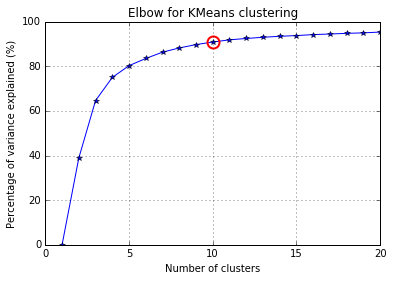 Elbow for KMeans clustering
Percentage of variance explained (%)
100
80
60
40
20
0
0 5 10 15 20
Number of clusters